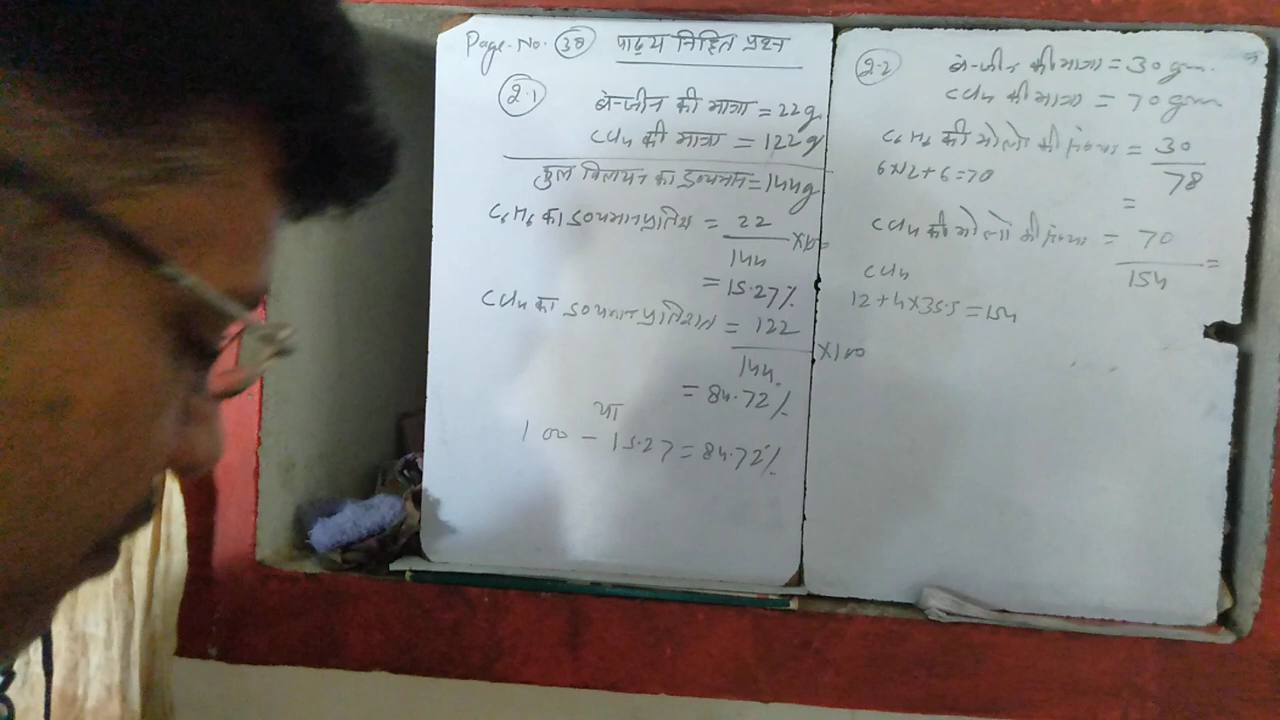 Page. No. 38 पाठ्य निहित प्रश्न
2.1
बेन्जीन की मात्रा = 22g
CCl4 की मात्रा = 122g
कुल विलयन का द्रव्यमान = 144g
C6H6 का द्रव्यमान प्रतिशत = 22
144
×100
= 15.27%
CCl4 का द्रव्यमान प्रतिशत = 122
144
×100
= 84.72%
या
100 - 15.27 = 84.72%
2.2
बेन्जीन की मात्रा = 30 gm.
CCl4 की मात्रा = 70 gm
C6H6 की मोलो की संख्या = 30
78
6×12+6=78
=
CCl4 की मोलों की संख्या = 70
154
=
CCl4
12+4×35.5=154